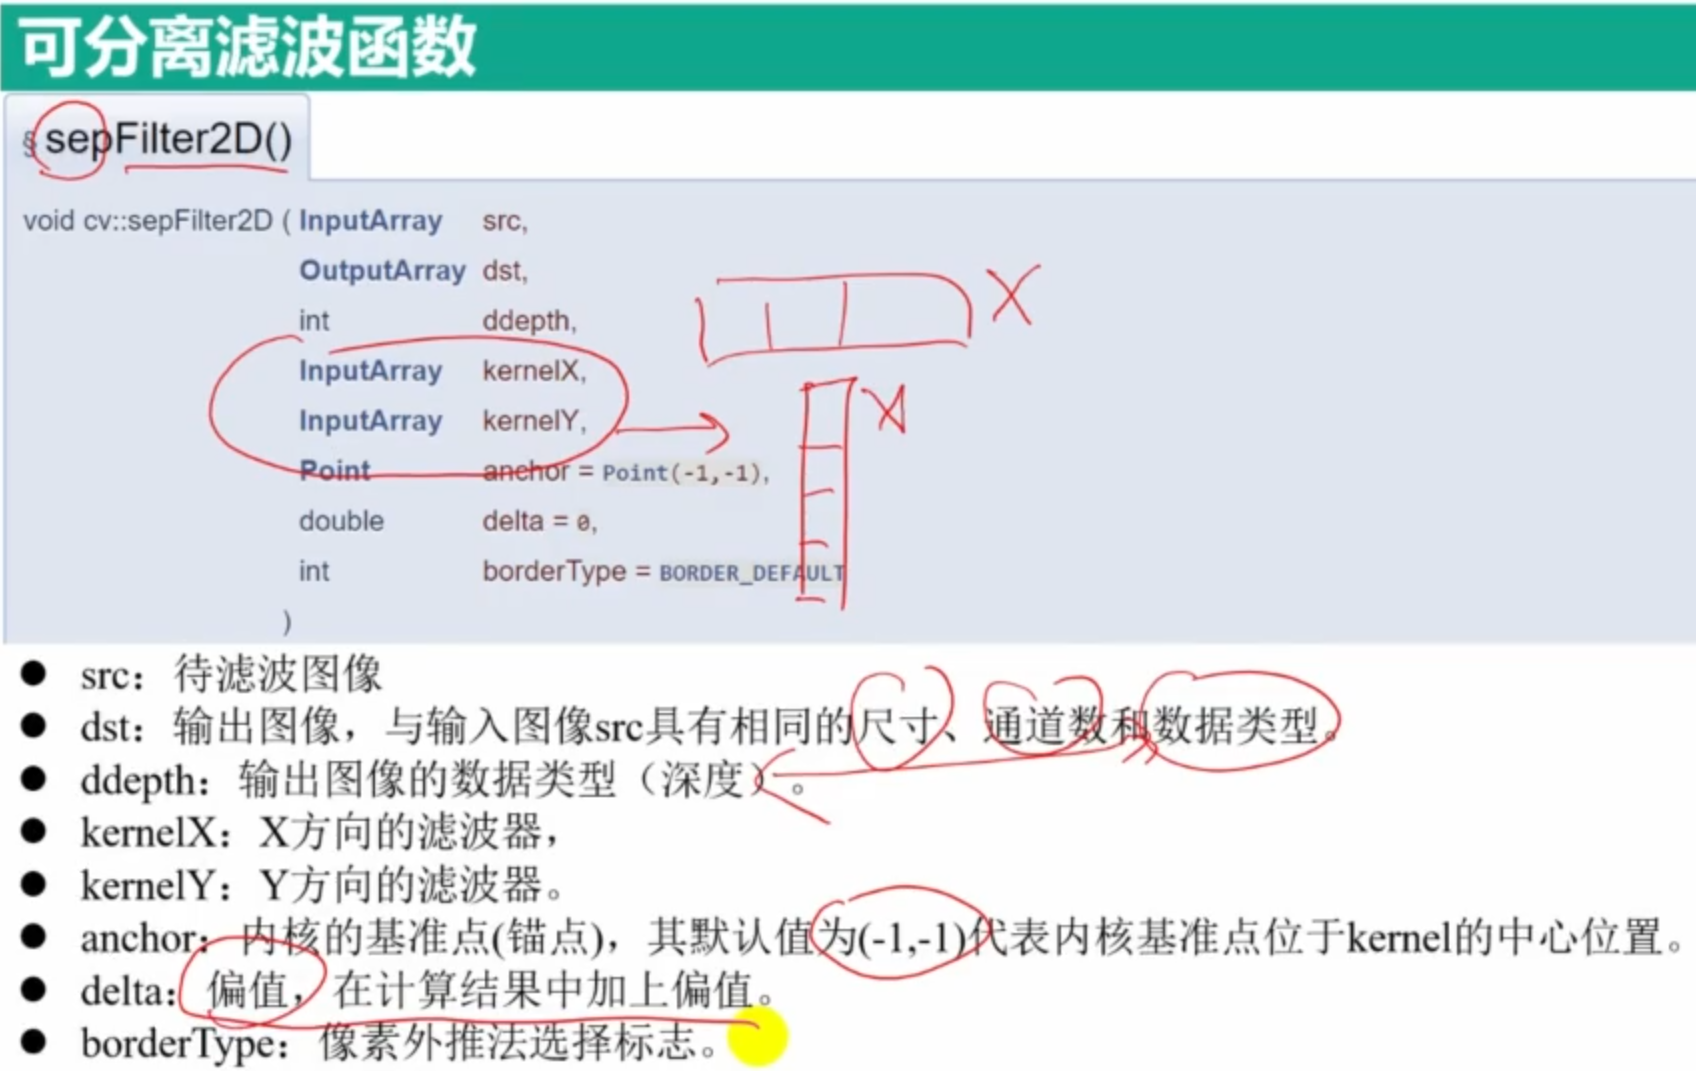 可分离滤波函数
§ sepFilter2D()
void cv::sepFilter2D ( InputArray src,
OutputArray dst,
int ddepth,
InputArray kernelX,
InputArray kernelY,
Point anchor = Point(-1,-1),
double delta = 0,
int borderType = BORDER_DEFAULT
)
X
● src：待滤波图像
● dst：输出图像，与输入图像src具有相同的尺寸、通道数和数据类型。
● ddepth：输出图像的数据类型（深度）。
● kernelX：X方向的滤波器，
● kernelY：Y方向的滤波器。
● anchor：内核的基准点(锚点)，其默认值为(-1,-1)代表内核基准点位于kernel的中心位置。
● delta：偏值，在计算结果中加上偏值。
● borderType：像素外推法选择标志。